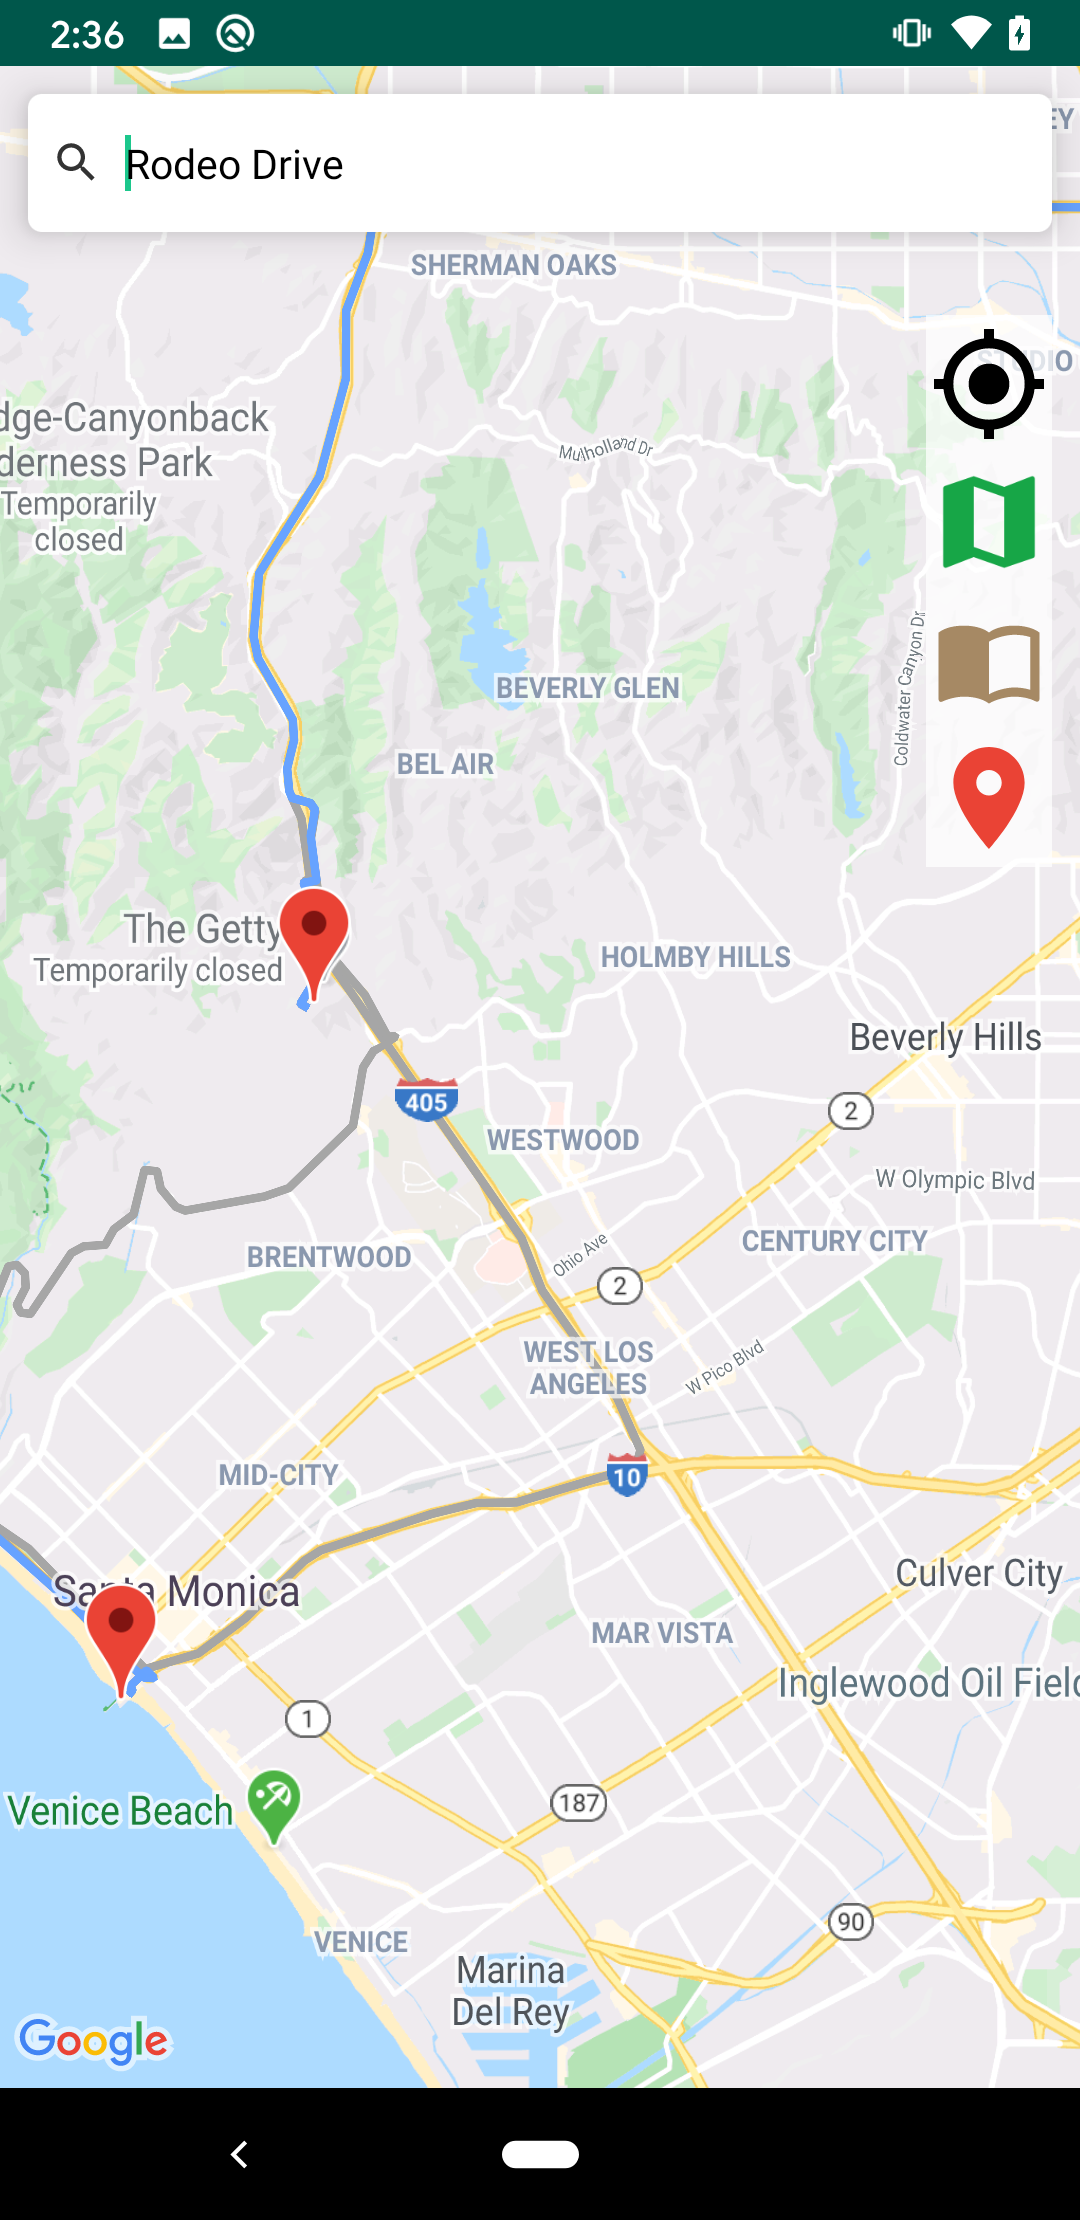 2:36
EY
Rodeo Drive
SHERMAN OAKS
STUDIO
dge-Canyonback
derness Park
Temporarily
closed
Mulholland Dr
Coldwater Canyon Dr
BEVERLY GLEN
BEL AIR
The Getty
Temporarily closed
HOLMBY HILLS
Beverly Hills
405
2
WESTWOOD
W Olympic Blvd
BRENTWOOD
Ohio Ave
CENTURY CITY
2
WEST LOS
ANGELES
W Pico Blvd
MID-CITY
10
Santa Monica
Culver City
MAR VISTA
Inglewood Oil Field
1
Venice Beach
187
90
VENICE
Marina
Del Rey
Google